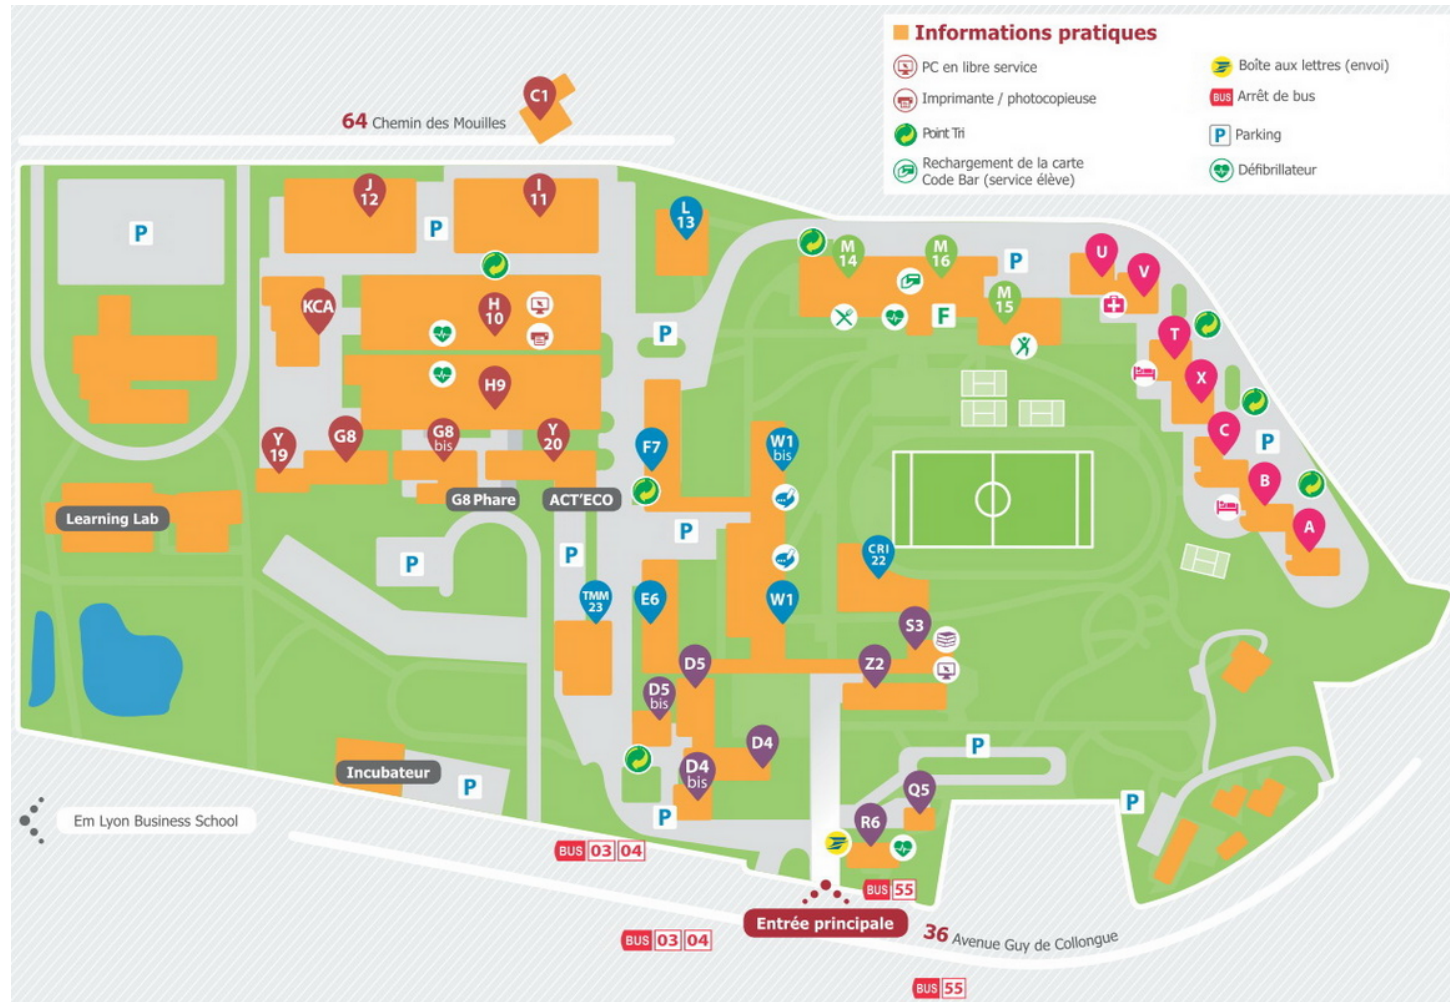 Informations pratiques
PC en libre service
Boîte aux lettres (envoi)
Imprimante / photocopieuse
BUS Arrêt de bus
Point Tri
P Parking
Rechargement de la carte
Code Bar (service élève)
Défibrillateur
C1
64 Chemin des Mouilles
J
12
I
11
L
13
P
P
M
14
M
16
P
U
V
KCA
H
10
M
15
F
P
T
X
H9
C
P
Y
19
G8
G8
bis
Y
20
F7
W1
bis
B
A
G8 Phare
ACT'ECO
Learning Lab
P
P
P
CRI
22
TMM
23
E6
W1
S3
D5
Z2
D5
bis
D4
P
D4
bis
Incubateur
P
Q5
P
P
R6
Em Lyon Business School
BUS 03 04
BUS 55
Entrée principale
36 Avenue Guy de Collongue
BUS 03 04
BUS 55